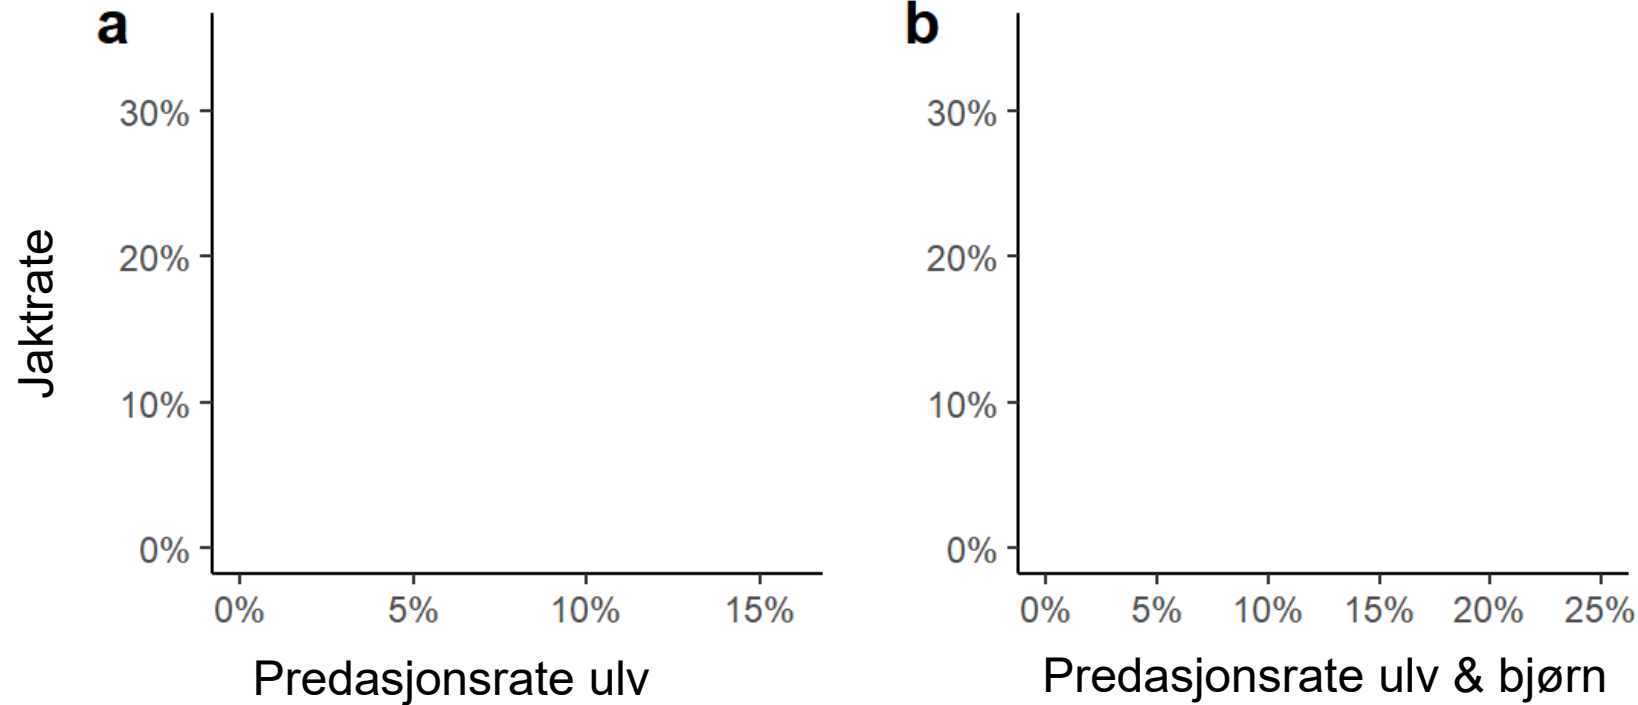 a
30%
20%
10%
0%
Jaktrate
0% 5% 10% 15%
Predasjonsrate ulv
b
30%
20%
10%
0%
0% 5% 10% 15% 20% 25%
Predasjonsrate ulv & bjørn